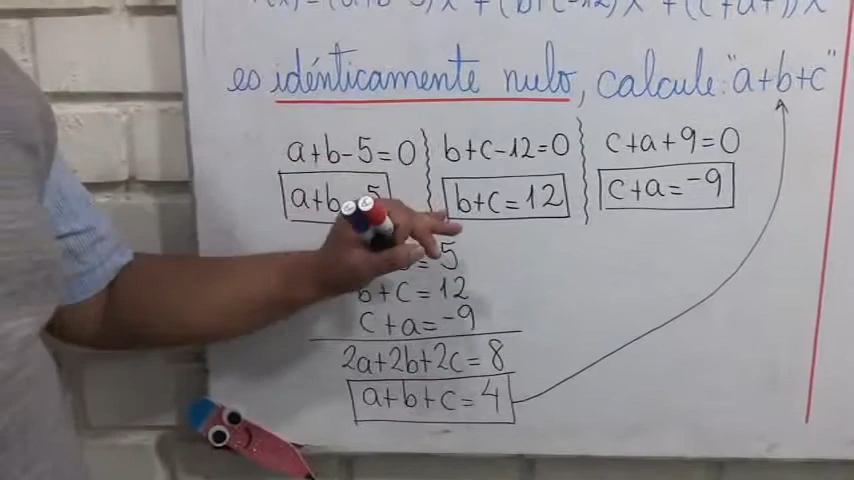 es idénticamente nulo, calcule: "a+b+c"
a+b-5=0 b+c-12=0 c+a+9=0
a+b 5 b+c=12 c+a=-9
= 5
b+c=12
c+a=-9
2a+2b+2c=8
a+b+c=4